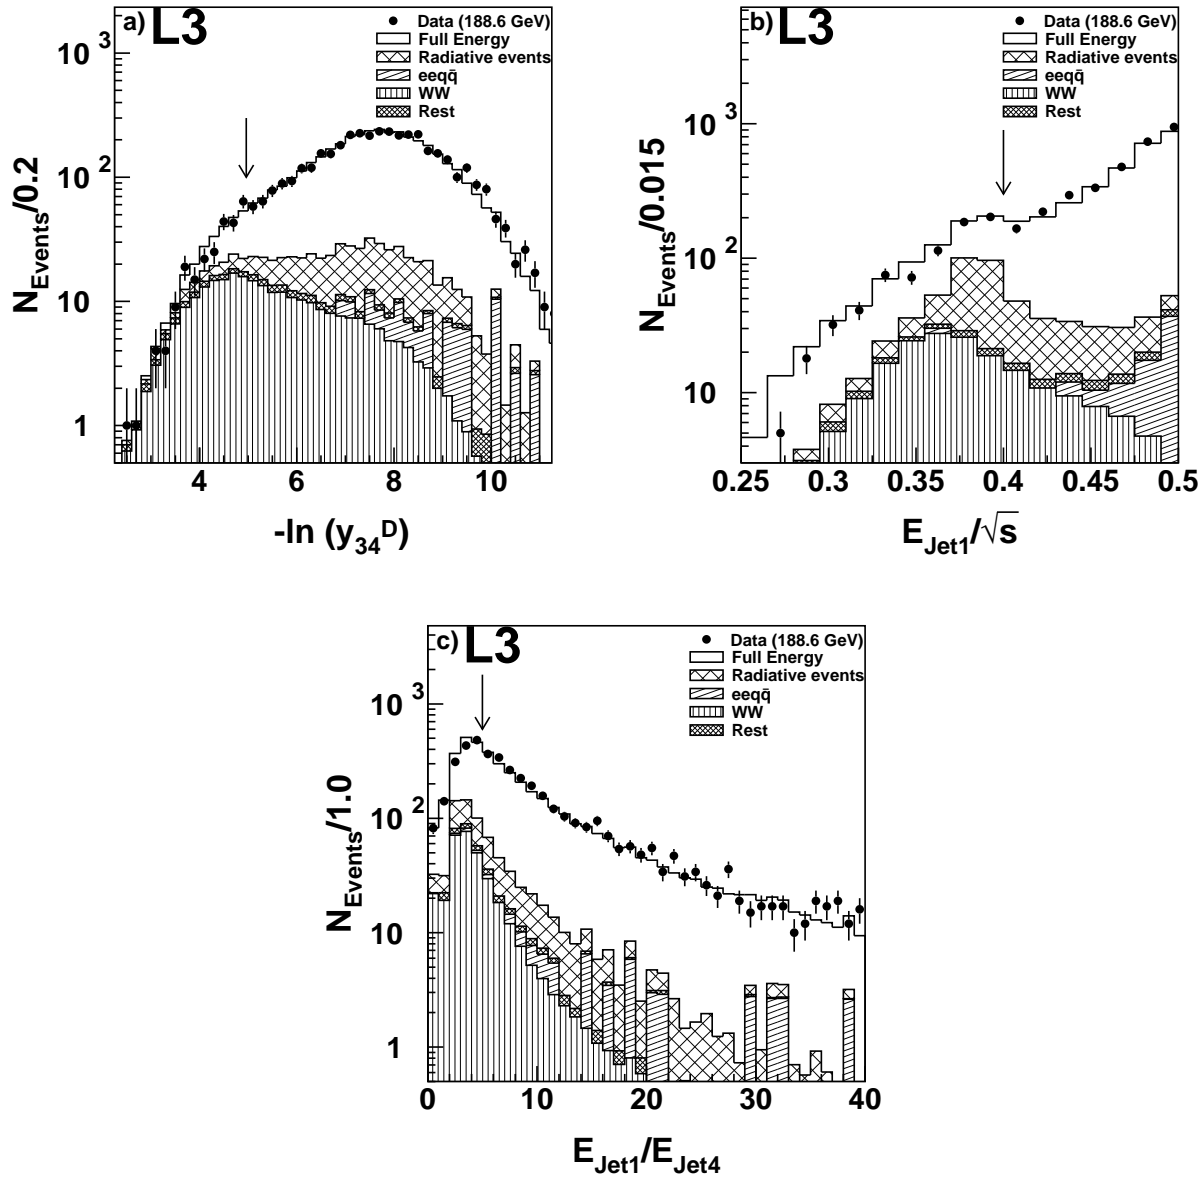 a) L3
Data (188.6 GeV)
Full Energy
Radiative events
eeqq̄
WW
Rest
N_Events/0.2
10³
10²
10
1
4 6 8 10
-ln (y₃₄ᴰ)
b) L3
Data (188.6 GeV)
Full Energy
Radiative events
eeqq̄
WW
Rest
N_Events/0.015
10³
10²
10
0.25 0.3 0.35 0.4 0.45 0.5
E_Jet1/√s
c) L3
Data (188.6 GeV)
Full Energy
Radiative events
eeqq̄
WW
Rest
N_Events/1.0
10³
10²
10
1
0 10 20 30 40
E_Jet1/E_Jet4